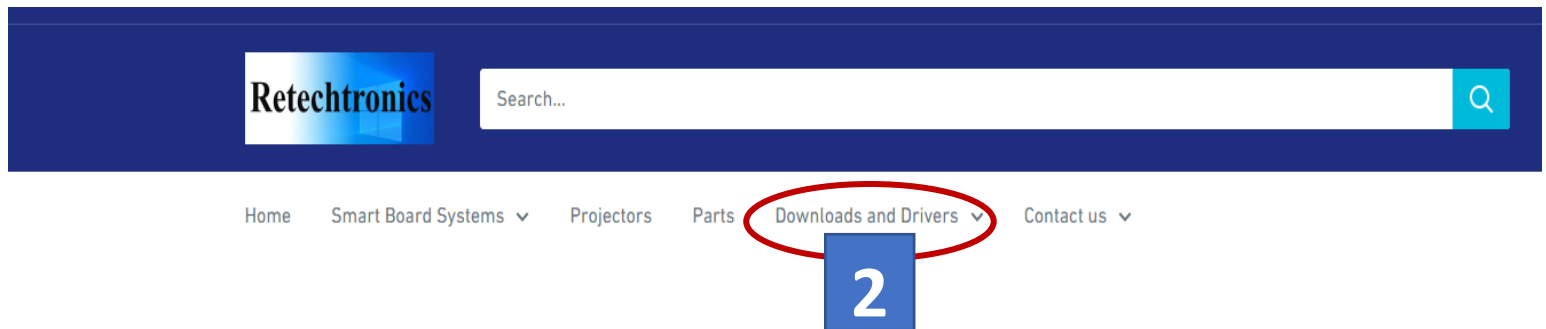 Retechtronics
Search...
Home Smart Board Systems Projectors Parts Downloads and Drivers Contact us
2